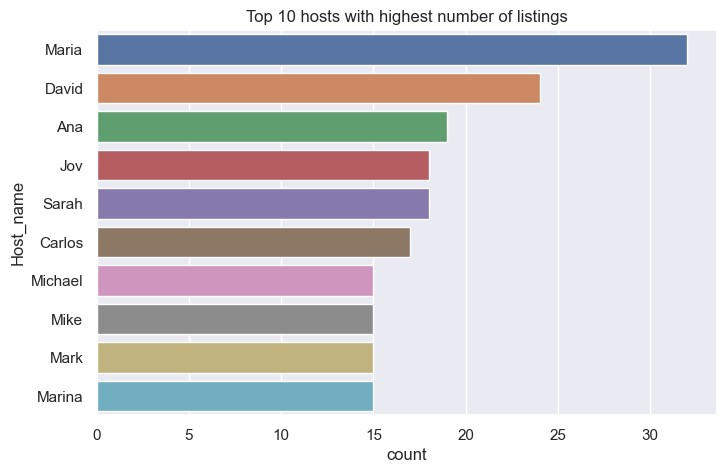 Top 10 hosts with highest number of listings
Host_name
Maria
David
Ana
Jov
Sarah
Carlos
Michael
Mike
Mark
Marina
0 5 10 15 20 25 30
count